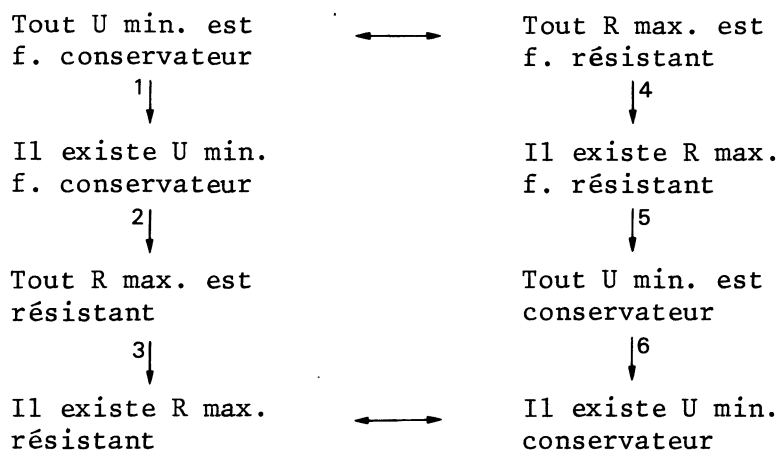 Tout U min. est
f. conservateur
Tout R max. est
f. résistant
1
4
Il existe U min.
f. conservateur
Il existe R max.
f. résistant
2
5
Tout R max. est
résistant
Tout U min. est
conservateur
3
6
Il existe R max.
résistant
Il existe U min.
conservateur